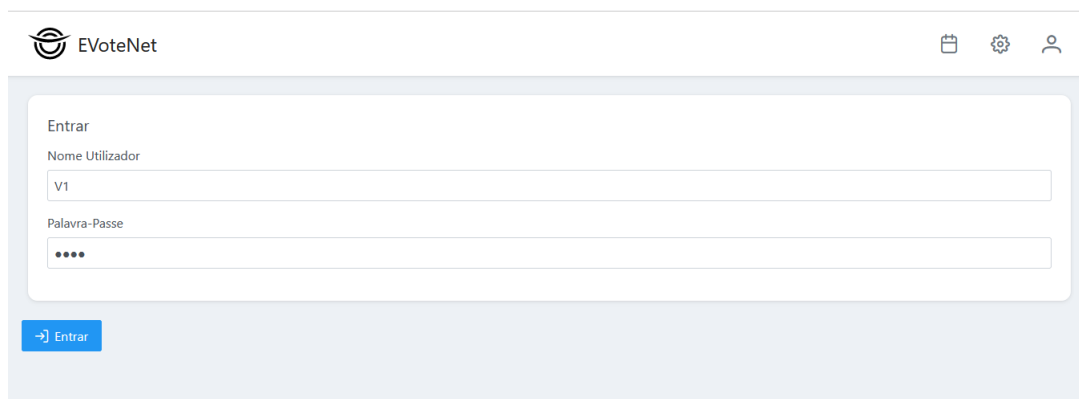 EVoteNet
Entrar
Nome Utilizador
V1
Palavra-Passe
••••
Entrar